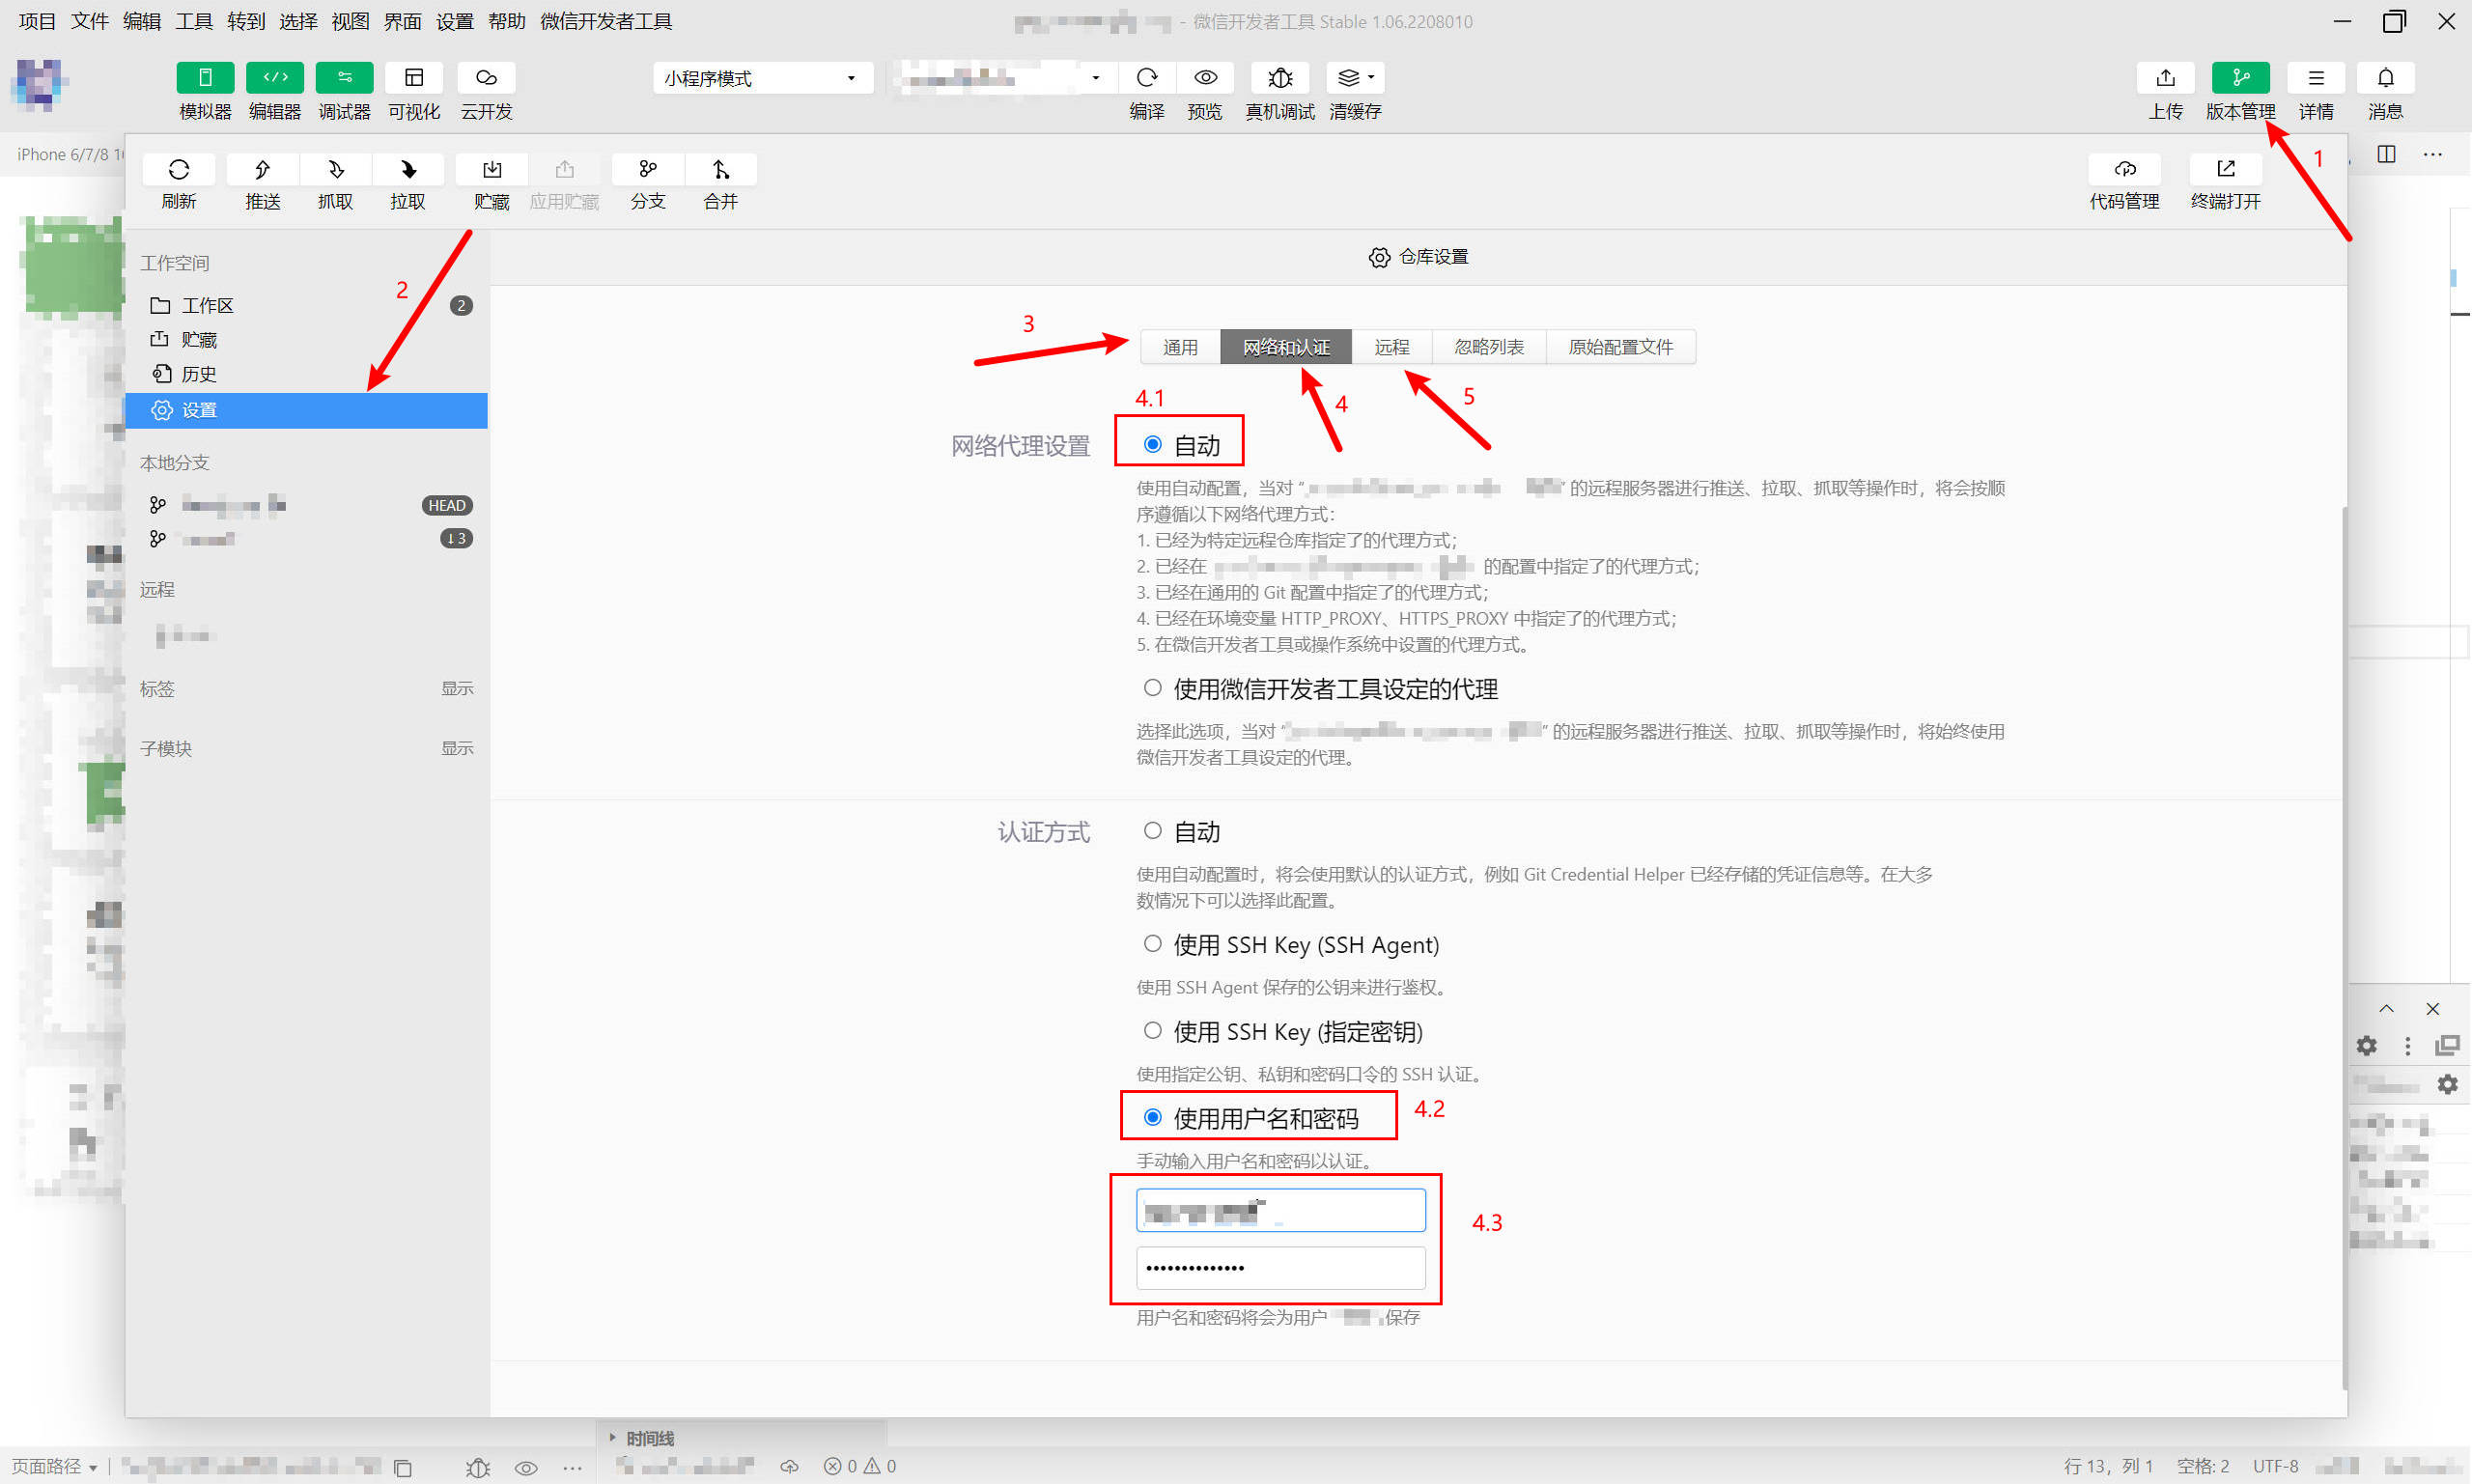 项目 文件 编辑 工具 转到 选择 视图 界面 设置 帮助 微信开发者工具
- 微信开发者工具 Stable 1.06.2208010
小程序模式
模拟器 编辑器 调试器 可视化 云开发
编译 预览 真机调试 清缓存
上传 版本管理 详情 消息
iPhone 6/7/8
1
刷新 推送 抓取 拉取 贮藏 应用贮藏 分支 合并
代码管理 终端打开
工作空间
仓库设置
2
工作区 2
贮藏
历史
设置
3
通用 网络和认证 远程 忽略列表 原始配置文件
4.1
4
5
本地分支
HEAD
↓3
远程
标签 显示
子模块 显示
网络代理设置
自动
使用自动配置，当对 “ ” 的远程服务器进行推送、拉取、抓取等操作时，将会按顺
序遵循以下网络代理方式：
1. 已经为特定远程仓库指定了的代理方式；
2. 已经在 的配置中指定了的代理方式；
3. 已经在通用的 Git 配置中指定了的代理方式；
4. 已经在环境变量 HTTP_PROXY、HTTPS_PROXY 中指定了的代理方式；
5. 在微信开发者工具或操作系统中设置的代理方式。
使用微信开发者工具设定的代理
选择此选项，当对 “ ” 的远程服务器进行推送、拉取、抓取等操作时，将始终使用
微信开发者工具设定的代理。
认证方式
自动
使用自动配置时，将会使用默认的认证方式，例如 Git Credential Helper 已经存储的凭证信息等。在大多
数情况下可以选择此配置。
使用 SSH Key (SSH Agent)
使用 SSH Agent 保存的公钥来进行鉴权。
使用 SSH Key (指定密钥)
使用指定公钥、私钥和密码口令的 SSH 认证。
使用用户名和密码
4.2
手动输入用户名和密码以认证。
4.3
••••••••••••••
用户名和密码将会为用户 保存
时间线
页面路径
0 0
行 13，列 1 空格: 2 UTF-8